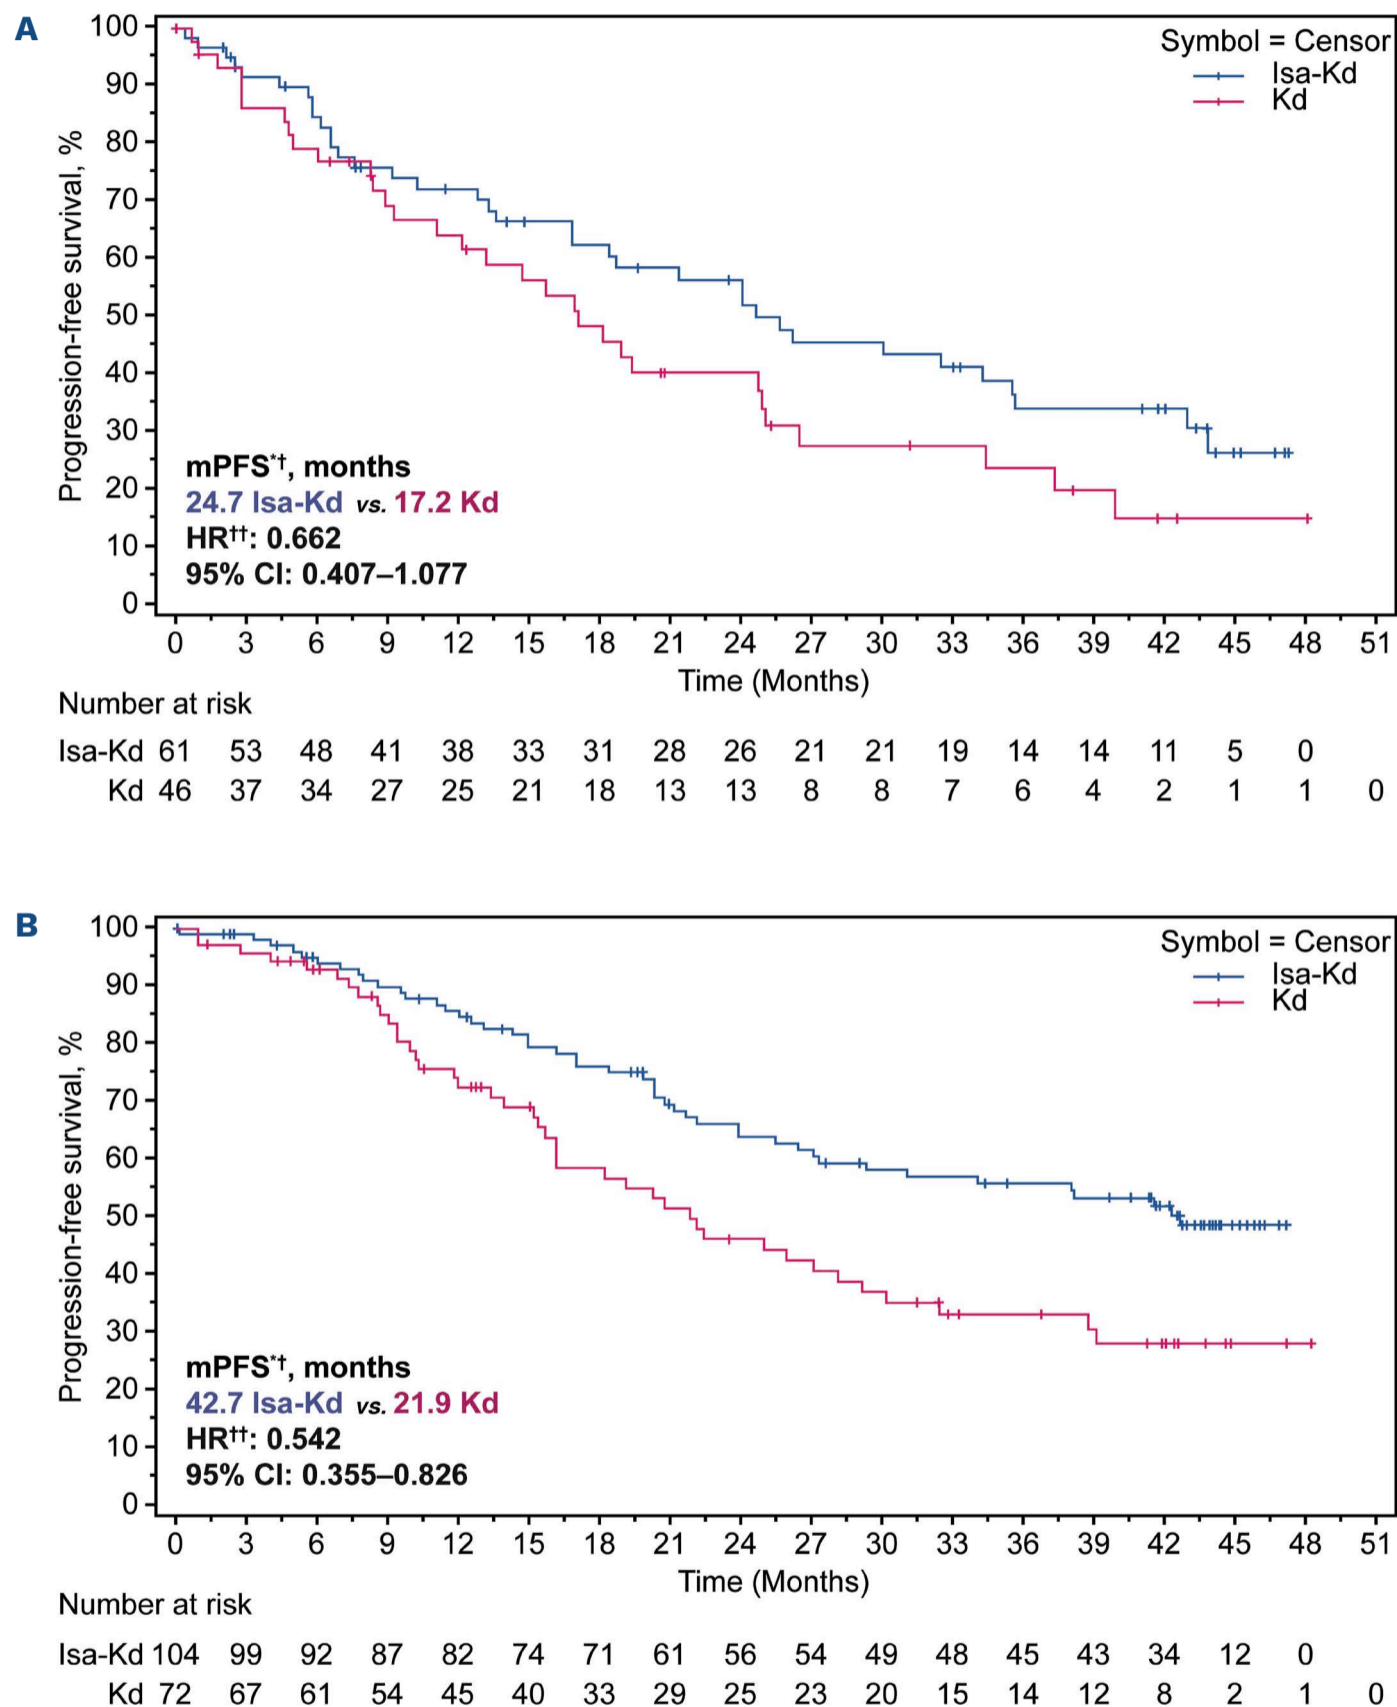 A
Progression-free survival, %
100
90
80
70
60
50
40
30
20
10
0
Symbol = Censor
Isa-Kd
Kd
mPFS*†, months
24.7 Isa-Kd vs. 17.2 Kd
HR††: 0.662
95% CI: 0.407–1.077
0 3 6 9 12 15 18 21 24 27 30 33 36 39 42 45 48 51
Time (Months)
Number at risk
Isa-Kd 61 53 48 41 38 33 31 28 26 21 21 19 14 14 11 5 0
Kd 46 37 34 27 25 21 18 13 13 8 8 7 6 4 2 1 1 0
B
Progression-free survival, %
100
90
80
70
60
50
40
30
20
10
0
Symbol = Censor
Isa-Kd
Kd
mPFS*†, months
42.7 Isa-Kd vs. 21.9 Kd
HR††: 0.542
95% CI: 0.355–0.826
0 3 6 9 12 15 18 21 24 27 30 33 36 39 42 45 48 51
Time (Months)
Number at risk
Isa-Kd 104 99 92 87 82 74 71 61 56 54 49 48 45 43 34 12 0
Kd 72 67 61 54 45 40 33 29 25 23 20 15 14 12 8 2 1 0